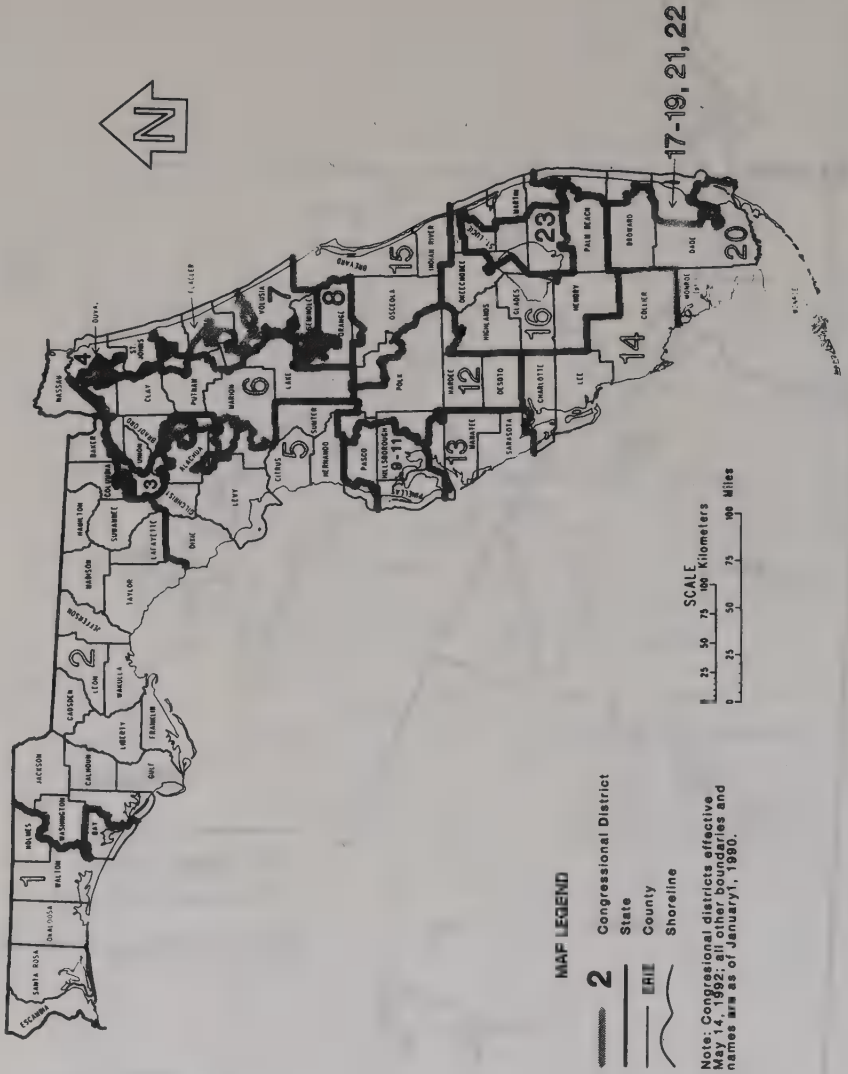 N
ESCAMBIA
SANTA ROSA
OKALOOSA
WALTON
1
HOLMES
WASHINGTON
BAY
JACKSON
CALHOUN
GULF
GADSDEN
LIBERTY
FRANKLIN
LEON
2
WAKULLA
JEFFERSON
MADISON
TAYLOR
HAMILTON
SUWANNEE
LAFAYETTE
DIXIE
COLUMBIA
3
GILCHRIST
LEVY
BAKER
UNION
BRADFORD
ALACHUA
NASSAU
DUVAL
4
CLAY
ST JOHNS
PUTNAM
FLAGLER
MARION
6
VOLUSIA
7
CITRUS
5
SUMTER
HERNANDO
LAKE
SEMINOLE
ORANGE
8
PASCO
HILLSBOROUGH
9-11
PINELLAS
POLK
OSCEOLA
BREVARD
15
INDIAN RIVER
13
MANATEE
SARASOTA
HARDEE
12
DESOTO
HIGHLANDS
OKEECHOBEE
ST. LUCIE
MARTIN
CHARLOTTE
GLADES
16
23
LEE
HENDRY
PALM BEACH
14
COLLIER
BROWARD
MONROE
DADE
20
17-19, 21, 22
MONROE
MAP LEGEND
2 Congressional District
State
ERIE County
Shoreline
SCALE
25 50 75 100 Kilometers
0 25 50 75 100 Miles
Note: Congresional districts effective
May 14, 1992; all other boundaries and
names are as of January1, 1990.